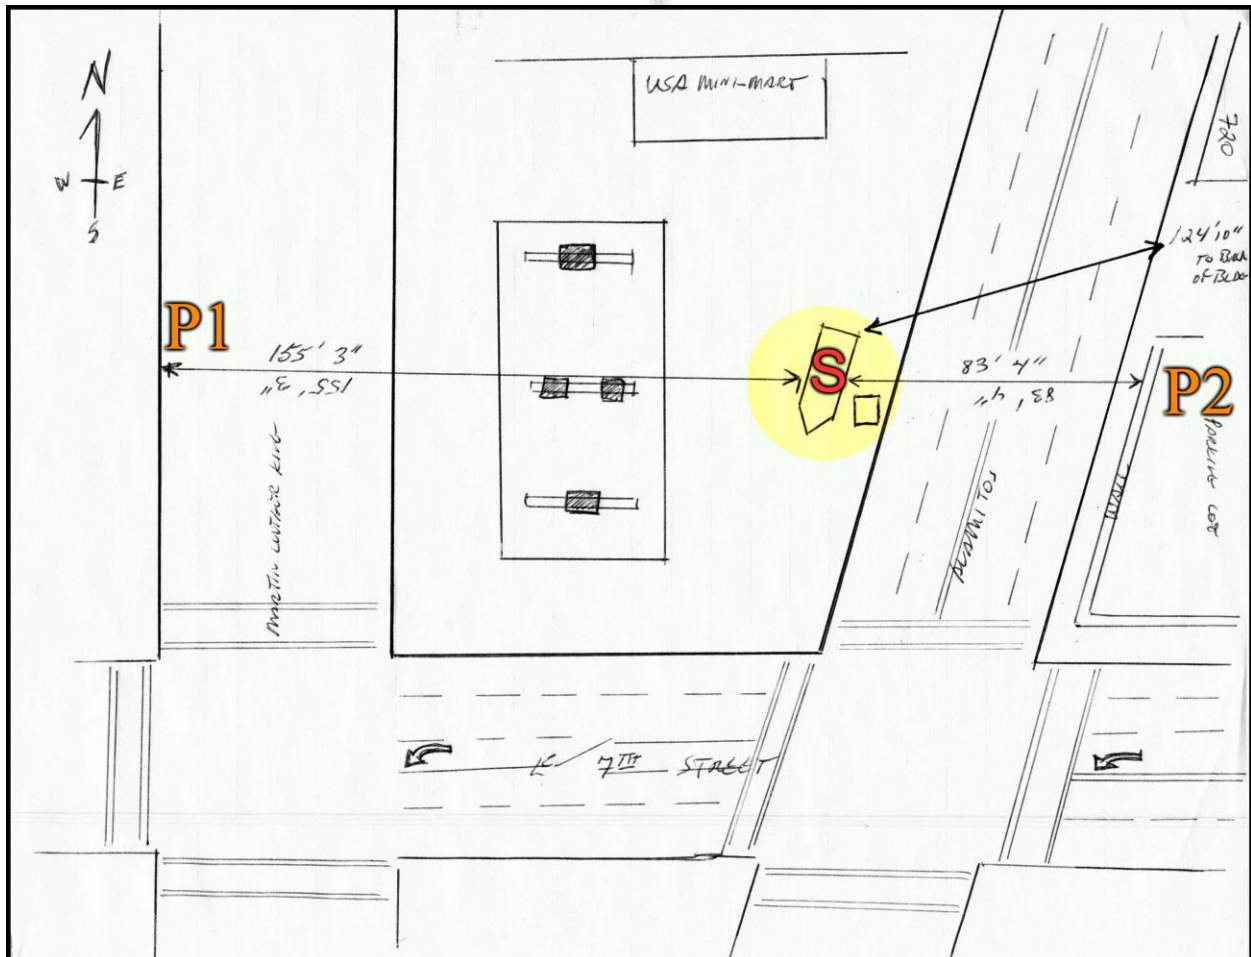 N
W E
S
USA MINI-MART
720
124'10"
TO BACK
OF BLDG
P1
155' 3"
155' 3"
S
83' 4"
83' 4"
P2
MARTIN LUTHER KING
ALAMITOS
WALL
PARKING LOT
E 7TH STREET